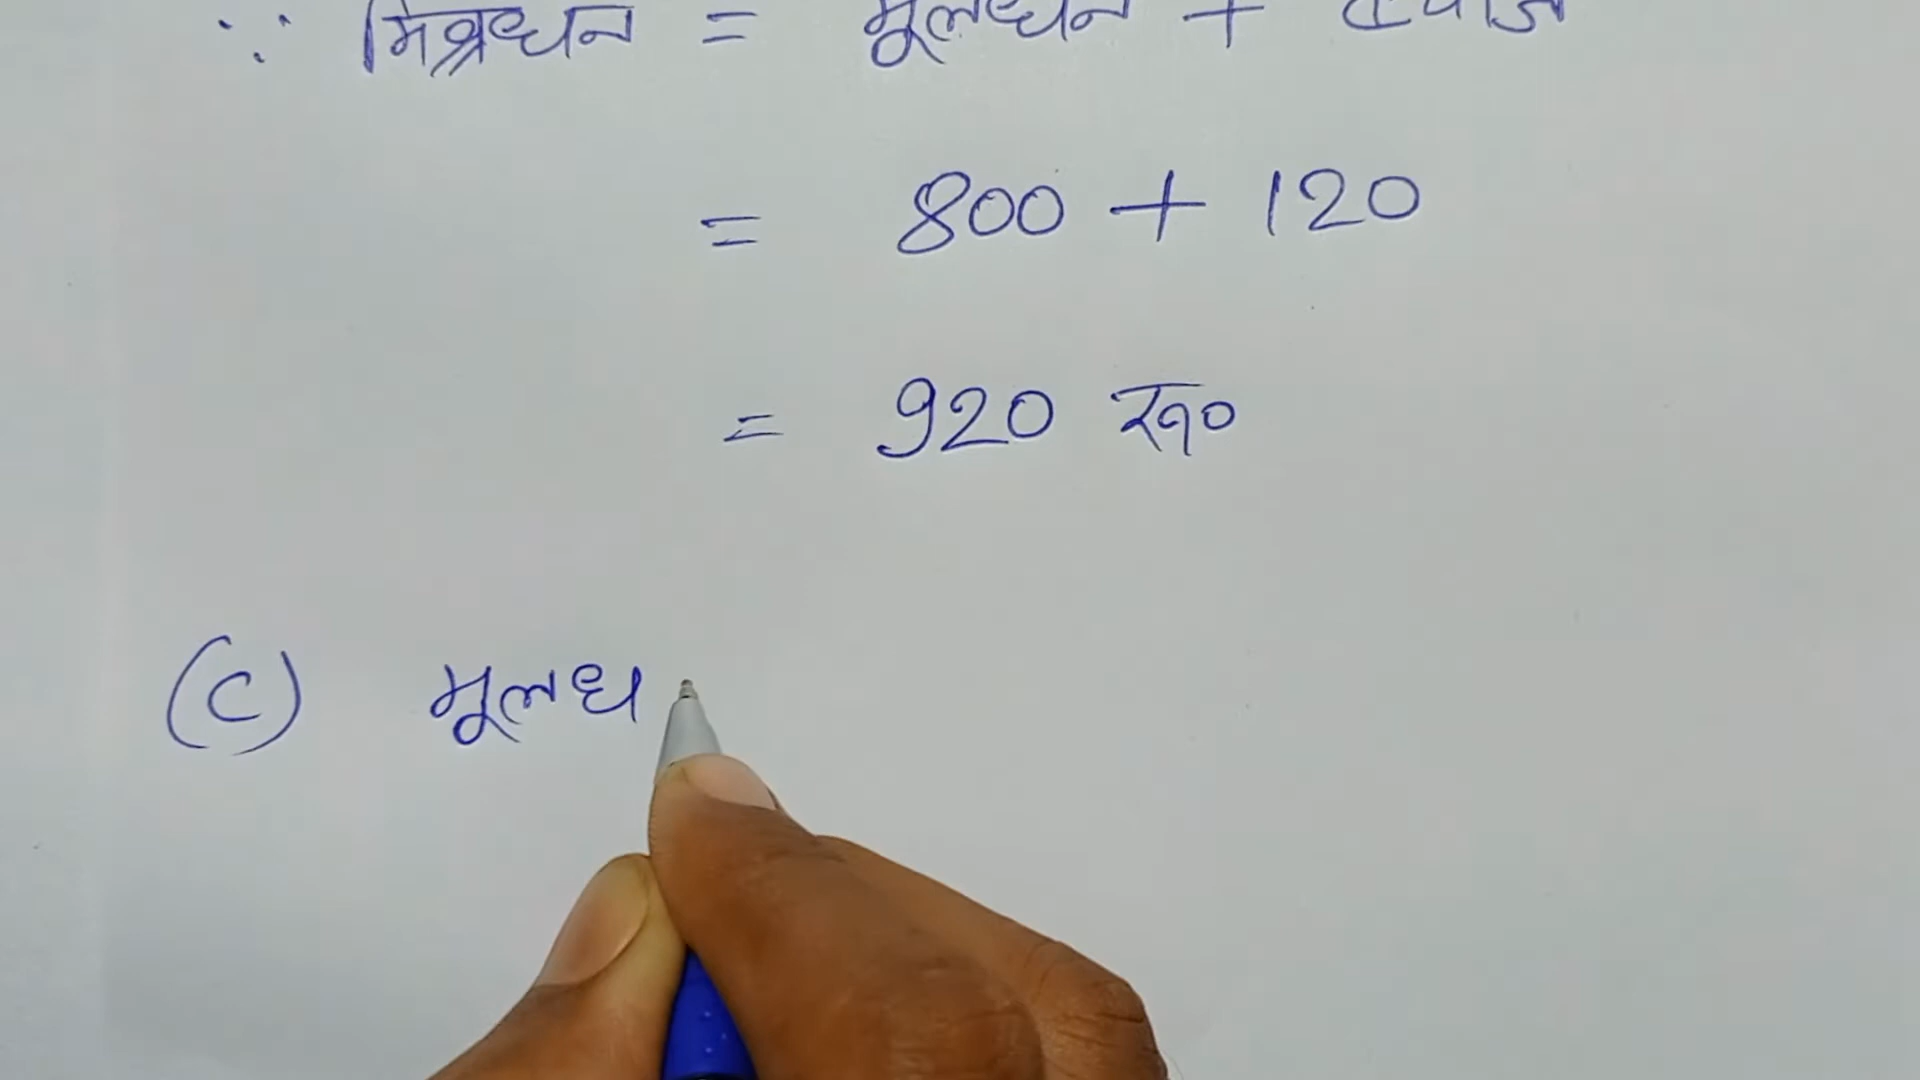 ∵ मिश्रधन = मूलधन + ब्याज
= 800 + 120
= 920 रू०
(C) मूलध